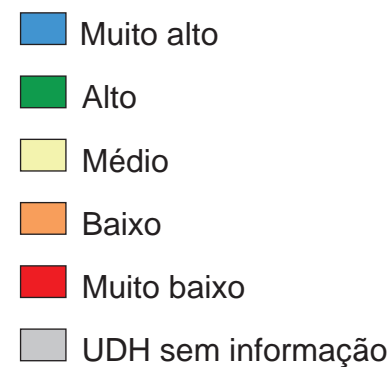 Muito alto
Alto
Médio
Baixo
Muito baixo
UDH sem informação